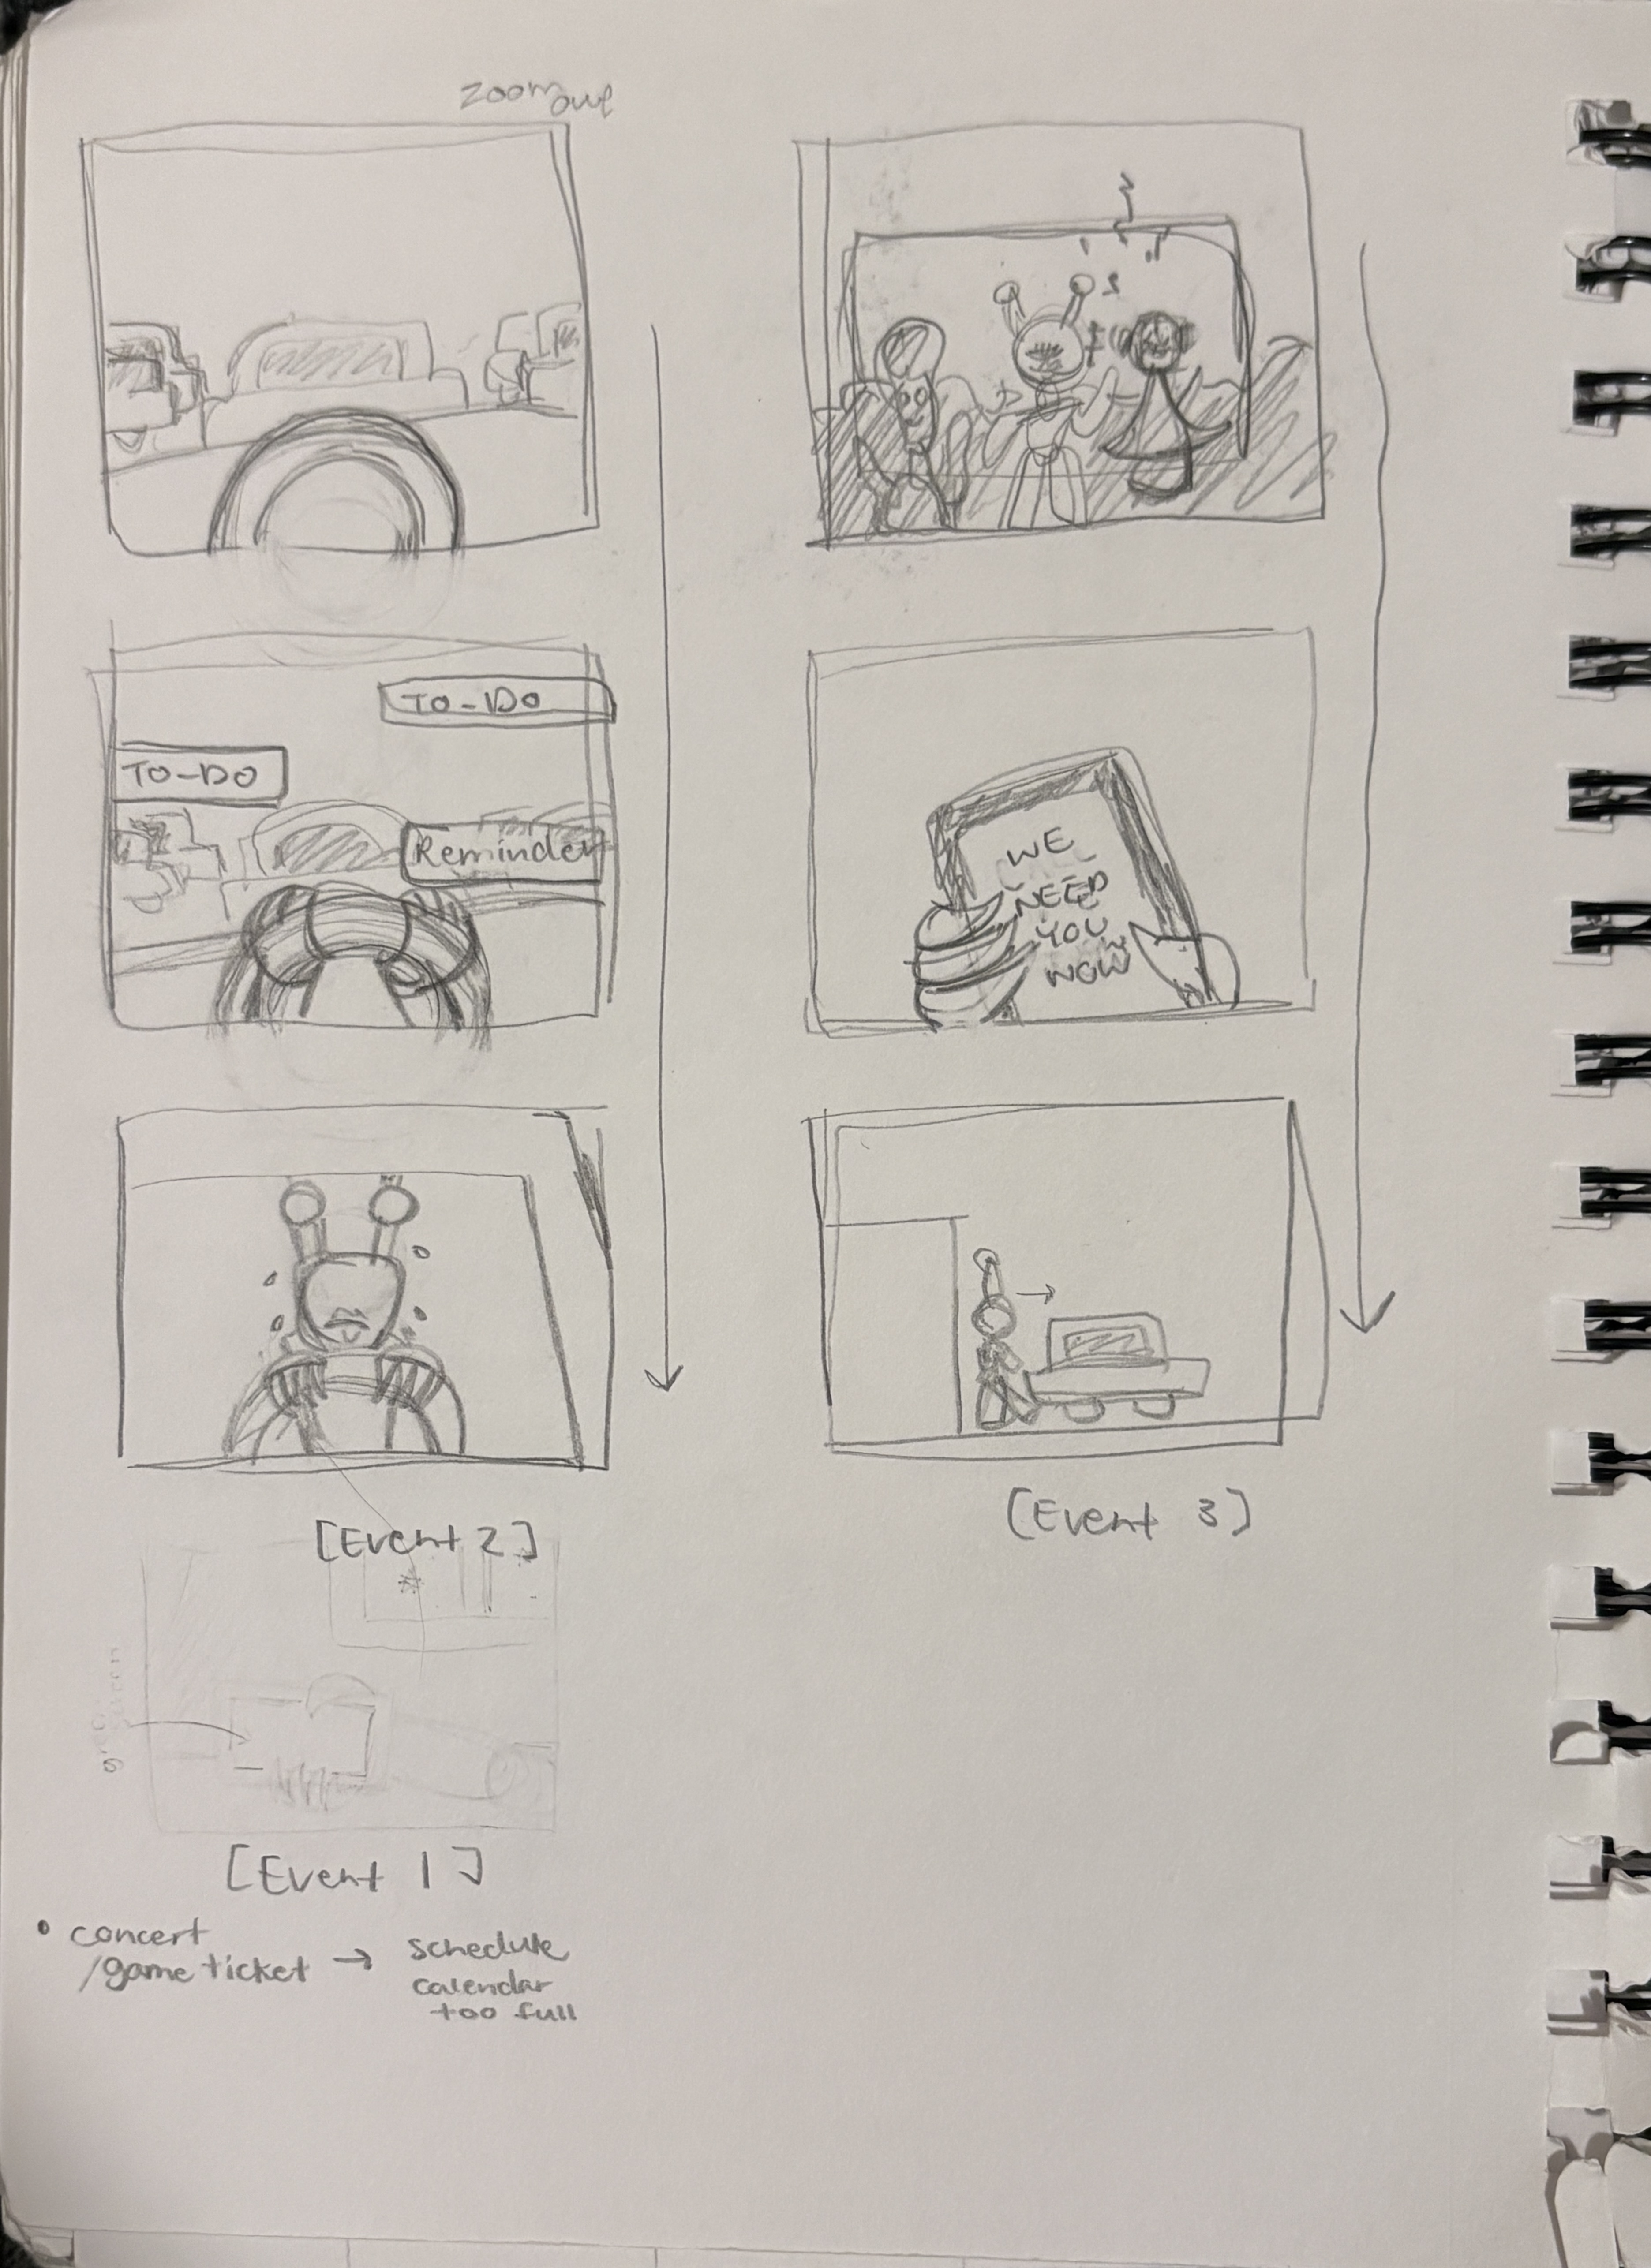 zoom out
TO-DO
TO-DO
Reminder
[Event 2]
WE
NEED
YOU
NOW
[Event 3]
[Event 1]
• concert
/game ticket → schedule
calendar
too full